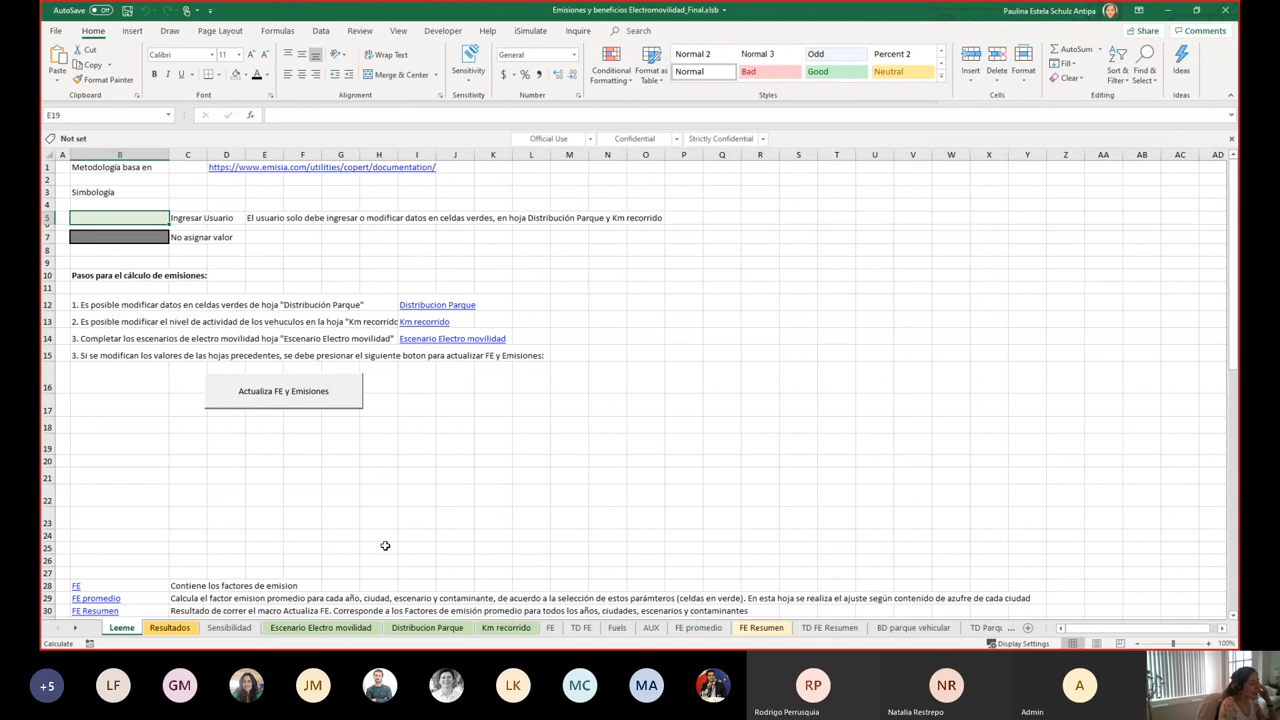 AutoSave Off
Emisiones y beneficios Electromovilidad_Final.xlsb
Paulina Estela Schulz Antipa
File Home Insert Draw Page Layout Formulas Data Review View Developer Help iSimulate Inquire Search Share Comments
Paste Cut Copy Format Painter
Calibri 11
Wrap Text
Merge & Center
General
Sensitivity
Conditional Formatting
Format as Table
Normal 2 Normal 3 Odd Percent 2
Normal Bad Good Neutral
Insert Delete Format
AutoSum Fill Clear
Sort & Filter
Find & Select
Ideas
Clipboard Font Alignment Sensitivity Number Styles Cells Editing Ideas
E19
Not set Official Use Confidential Strictly Confidential
A B C D E F G H I J K L M N O P Q R S T U V W X Y Z AA AB AC AD
1 Metodología basa en https://www.emisia.com/utilities/copert/documentation/
2
3 Simbología
4
5 Ingresar Usuario El usuario solo debe ingresar o modificar datos en celdas verdes, en hoja Distribución Parque y Km recorrido
7 No asignar valor
8
9
10 Pasos para el cálculo de emisiones:
11
12 1. Es posible modificar datos en celdas verdes de hoja "Distribución Parque" Distribucion Parque
13 2. Es posible modificar el nivel de actividad de los vehuculos en la hoja "Km recorrido Km recorrido
14 3. Completar los escenarios de electro movilidad hoja "Escenario Electro movilidad" Escenario Electro movilidad
15 3. Si se modifican los valores de las hojas precedentes, se debe presionar el siguiente boton para actualizar FE y Emisiones:
16 Actualiza FE y Emisiones
17
18
19
20
21
22
23
24
25
26
27
28 FE Contiene los factores de emision
29 FE promedio Calcula el factor emision promedio para cada año, ciudad, escenario y contaminante, de acuerdo a la selección de estos parámteros (celdas en verde). En esta hoja se realiza el ajuste según contenido de azufre de cada ciudad
30 FE Resumen Resultado de correr el macro Actualiza FE. Corresponde a los Factores de emisión promedio para todos los años, ciudades, escenarios y contaminantes
Leeme Resultados Sensibilidad Escenario Electro movilidad Distribucion Parque Km recorrido FE TD FE Fuels AUX FE promedio FE Resumen TD FE Resumen BD parque vehicular TD Parqu ...
Calculate Display Settings 100%
+5 LF GM JM LK MC MA RP NR A
Rodrigo Perrusquia Natalia Restrepo Admin